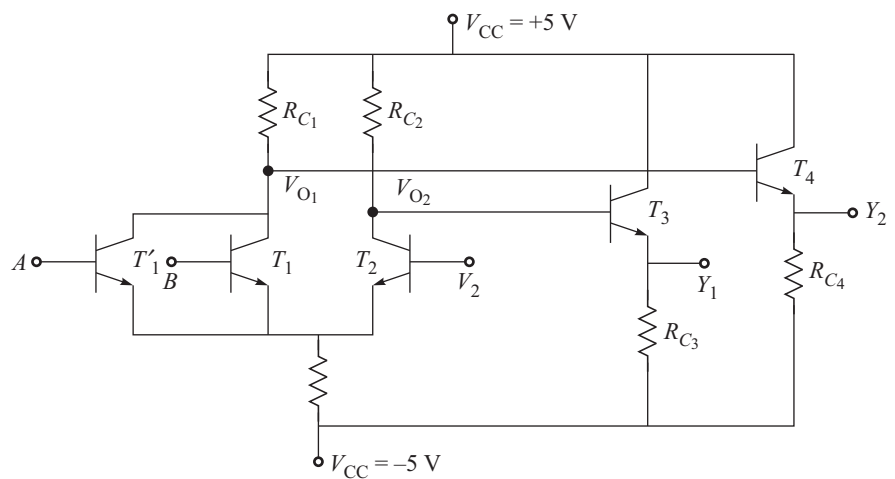 V_CC = +5 V
R_C1
R_C2
V_O1
V_O2
T_4
T_3
Y_2
A
T'_1
B
T_1
T_2
V_2
Y_1
R_C4
R_C3
V_CC = –5 V